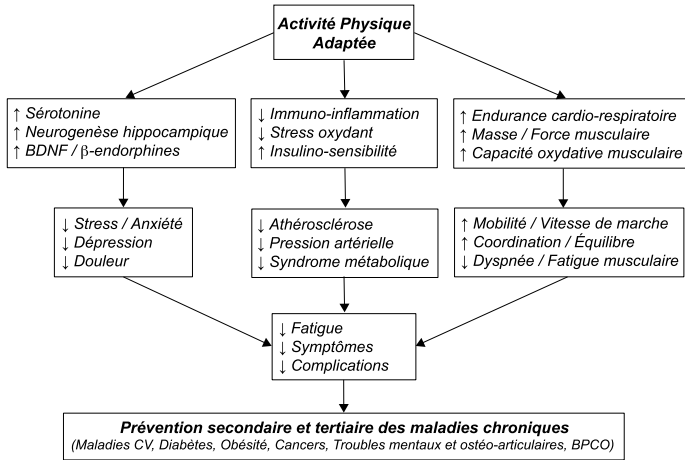 Activité Physique
Adaptée
↑ Sérotonine
↑ Neurogenèse hippocampique
↑ BDNF / β-endorphines
↓ Immuno-inflammation
↓ Stress oxydant
↑ Insulino-sensibilité
↑ Endurance cardio-respiratoire
↑ Masse / Force musculaire
↑ Capacité oxydative musculaire
↓ Stress / Anxiété
↓ Dépression
↓ Douleur
↓ Athérosclérose
↓ Pression artérielle
↓ Syndrome métabolique
↑ Mobilité / Vitesse de marche
↑ Coordination / Équilibre
↓ Dyspnée / Fatigue musculaire
↓ Fatigue
↓ Symptômes
↓ Complications
Prévention secondaire et tertiaire des maladies chroniques
(Maladies CV, Diabètes, Obésité, Cancers, Troubles mentaux et ostéo-articulaires, BPCO)